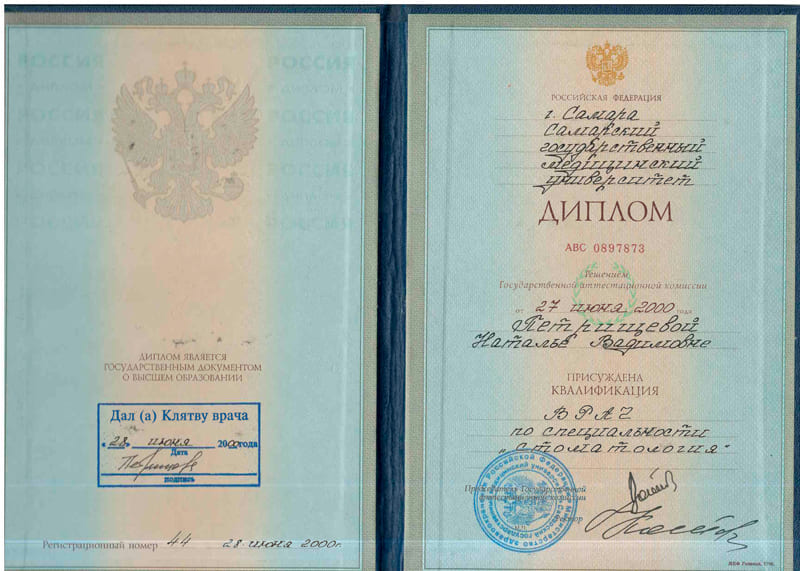 РОССИЯ
РОССИЯ
ДИПЛОМ ЯВЛЯЕТСЯ
ГОСУДАРСТВЕННЫМ ДОКУМЕНТОМ
О ВЫСШЕМ ОБРАЗОВАНИИ
Дал (а) Клятву врача
«28» июня 2000 года
Дата
подпись
Регистрационный номер 44 28 июня 2000г.
РОССИЙСКАЯ ФЕДЕРАЦИЯ
г. Самара
Самарский
государственный
медицинский
университет
ДИПЛОМ
АВС 0897873
Решением
Государственной аттестационной комиссии
от 27 июня 2000 года
Петрищевой
Наталье Вадимовне
ПРИСУЖДЕНА
КВАЛИФИКАЦИЯ
ВРАЧ
по специальности
"Стоматология"
Государственной